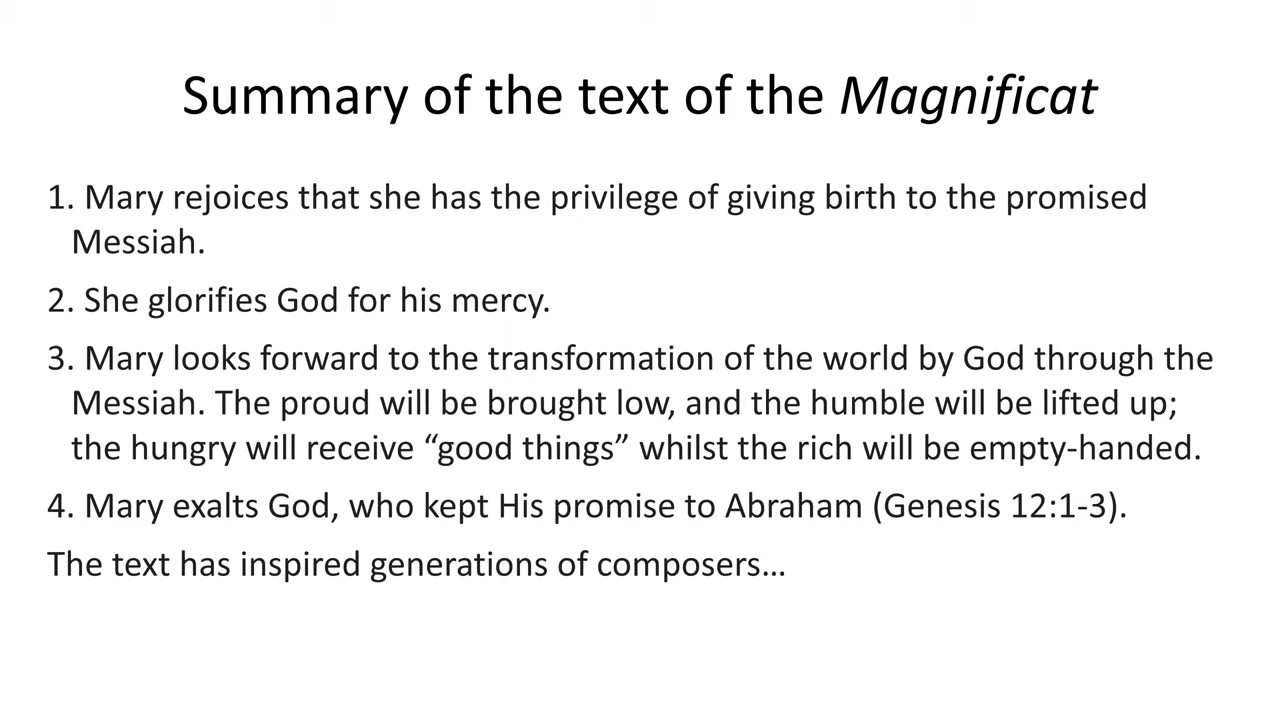 Summary of the text of the Magnificat
1. Mary rejoices that she has the privilege of giving birth to the promised
Messiah.
2. She glorifies God for his mercy.
3. Mary looks forward to the transformation of the world by God through the
Messiah. The proud will be brought low, and the humble will be lifted up;
the hungry will receive “good things” whilst the rich will be empty-handed.
4. Mary exalts God, who kept His promise to Abraham (Genesis 12:1-3).
The text has inspired generations of composers…